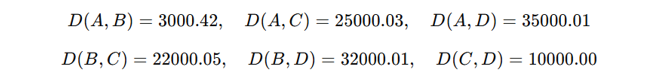 D(A, B) = 3000.42, D(A, C) = 25000.03, D(A, D) = 35000.01
D(B, C) = 22000.05, D(B, D) = 32000.01, D(C, D) = 10000.00